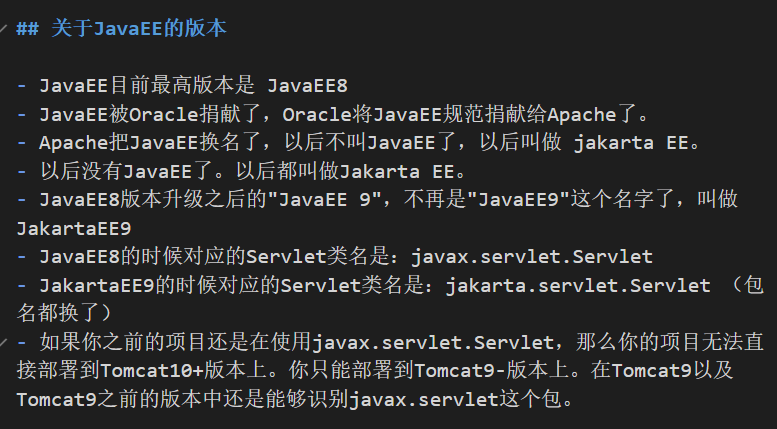 ## 关于JavaEE的版本
- JavaEE目前最高版本是 JavaEE8
- JavaEE被Oracle捐献了，Oracle将JavaEE规范捐献给Apache了。
- Apache把JavaEE换名了，以后不叫JavaEE了，以后叫做 jakarta EE。
- 以后没有JavaEE了。以后都叫做Jakarta EE。
- JavaEE8版本升级之后的"JavaEE 9"，不再是"JavaEE9"这个名字了，叫做
JakartaEE9
- JavaEE8的时候对应的Servlet类名是：javax.servlet.Servlet
- JakartaEE9的时候对应的Servlet类名是：jakarta.servlet.Servlet （包
名都换了）
- 如果你之前的项目还是在使用javax.servlet.Servlet，那么你的项目无法直
接部署到Tomcat10+版本上。你只能部署到Tomcat9-版本上。在Tomcat9以及
Tomcat9之前的版本中还是能够识别javax.servlet这个包。